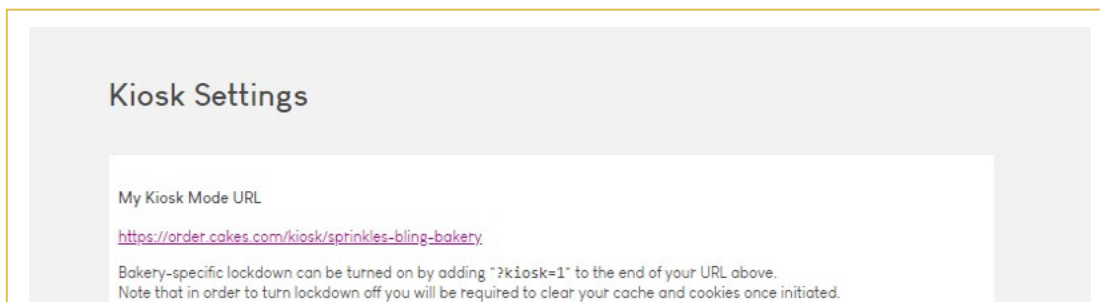 Kiosk Settings
My Kiosk Mode URL
https://order.cakes.com/kiosk/sprinkles-bling-bakery
Bakery-specific lockdown can be turned on by adding "?kiosk=1" to the end of your URL above.
Note that in order to turn lockdown off you will be required to clear your cache and cookies once initiated.